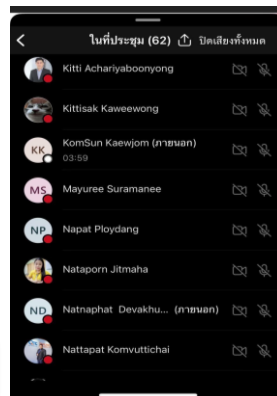 ในที่ประชุม (62) ปิดเสียงทั้งหมด
Kitti Achariyaboonyong
Kittisak Kaweewong
KK KomSun Kaewjom (ภายนอก)
03:59
MS Mayuree Suramanee
NP Napat Ploydang
Nataporn Jitmaha
ND Natnaphat Devakhu... (ภายนอก)
Nattapat Komvuttichai